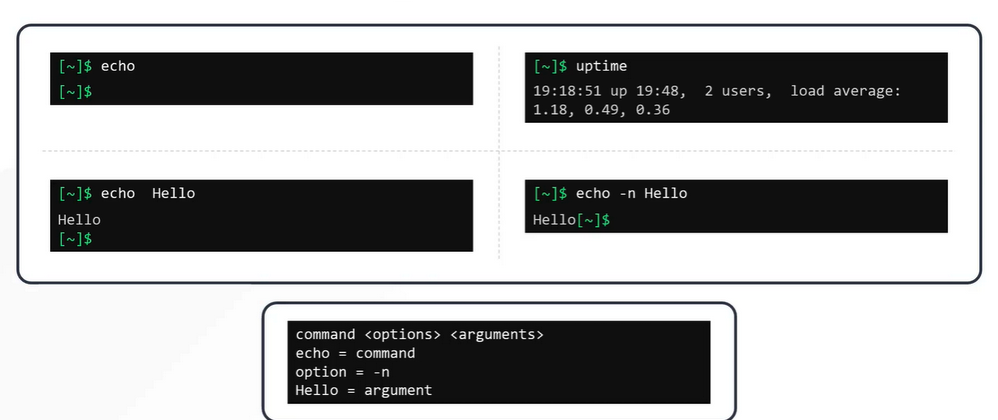 [~]$ echo
[~]$
[~]$ uptime
19:18:51 up 19:48,  2 users,  load average:
1.18, 0.49, 0.36
[~]$ echo  Hello
Hello
[~]$
[~]$ echo -n Hello
Hello[~]$
command <options> <arguments>
echo = command
option = -n
Hello = argument